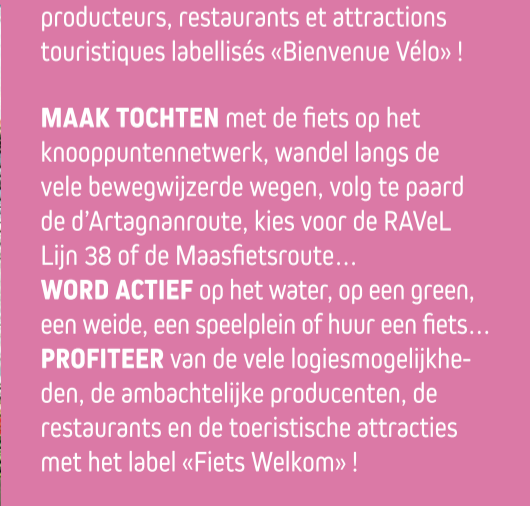 producteurs, restaurants et attractions
touristiques labellisés «Bienvenue Vélo» !
MAAK TOCHTEN met de fiets op het
knooppuntennetwerk, wandel langs de
vele bewegwijzerde wegen, volg te paard
de d'Artagnanroute, kies voor de RAVeL
Lijn 38 of de Maasfietsroute...
WORD ACTIEF op het water, op een green,
een weide, een speelplein of huur een fiets...
PROFITEER van de vele logiesmogelijkhe-
den, de ambachtelijke producenten, de
restaurants en de toeristische attracties
met het label «Fiets Welkom» !